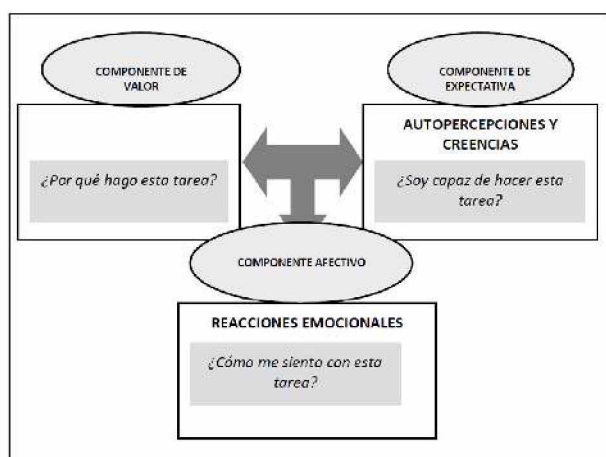 COMPONENTE DE
VALOR
¿Por qué hago esta tarea?
COMPONENTE DE
EXPECTATIVA
AUTOPERCEPCIONES Y
CREENCIAS
¿Soy capaz de hacer esta
tarea?
COMPONENTE AFECTIVO
REACCIONES EMOCIONALES
¿Cómo me siento con esta
tarea?